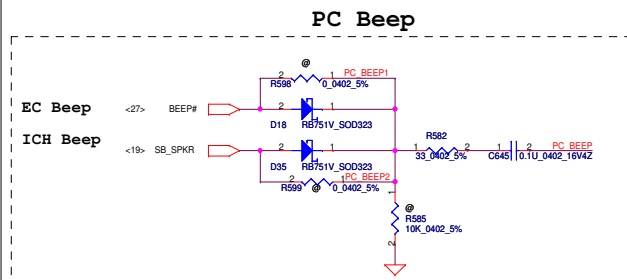 PC Beep
@
2 1 PC_BEEP1
R598 0_0402_5%
EC Beep <27> BEEP# 2 1
D18 RB751V_SOD323
ICH Beep <19> SB_SPKR 2 1
R582
1 2 1 2 PC_BEEP
33_0402_5% C645 0.1U_0402_16V4Z
D35 RB751V_SOD323
2 1 PC_BEEP2
R599 @ 0_0402_5%
1
@
R585
10K_0402_5%
2